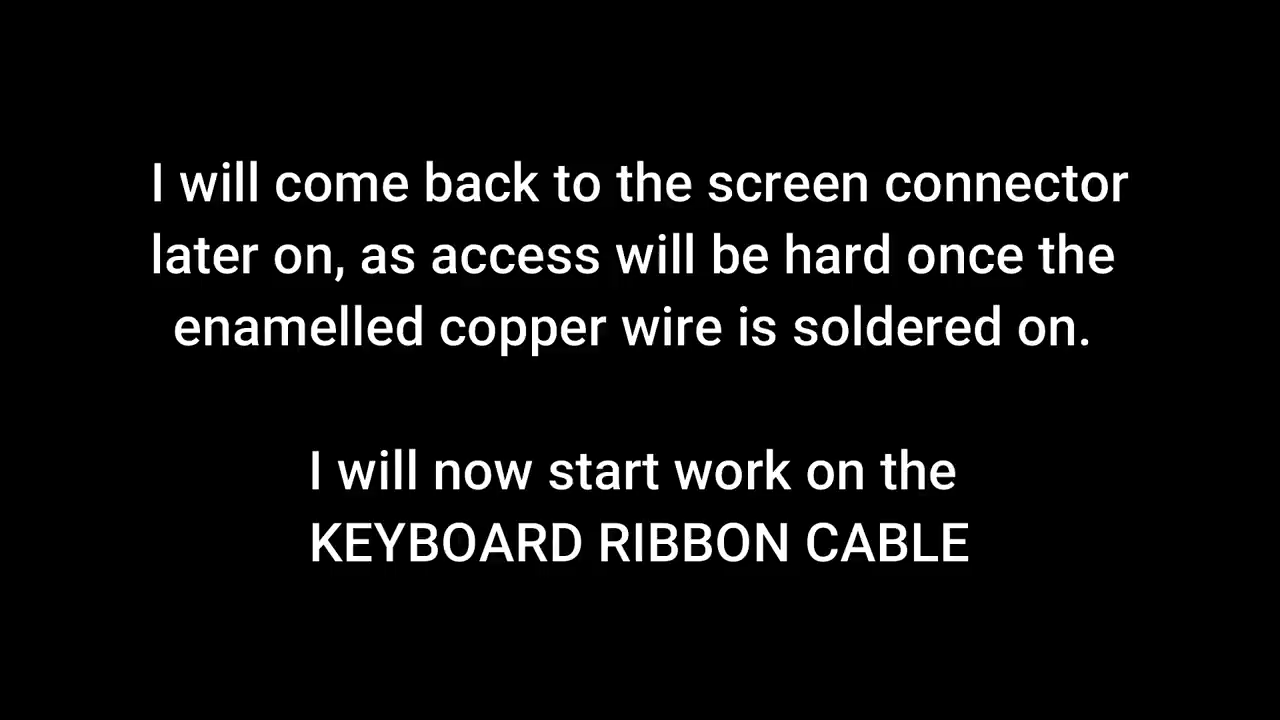 I will come back to the screen connector
later on, as access will be hard once the
enamelled copper wire is soldered on.
I will now start work on the
KEYBOARD RIBBON CABLE